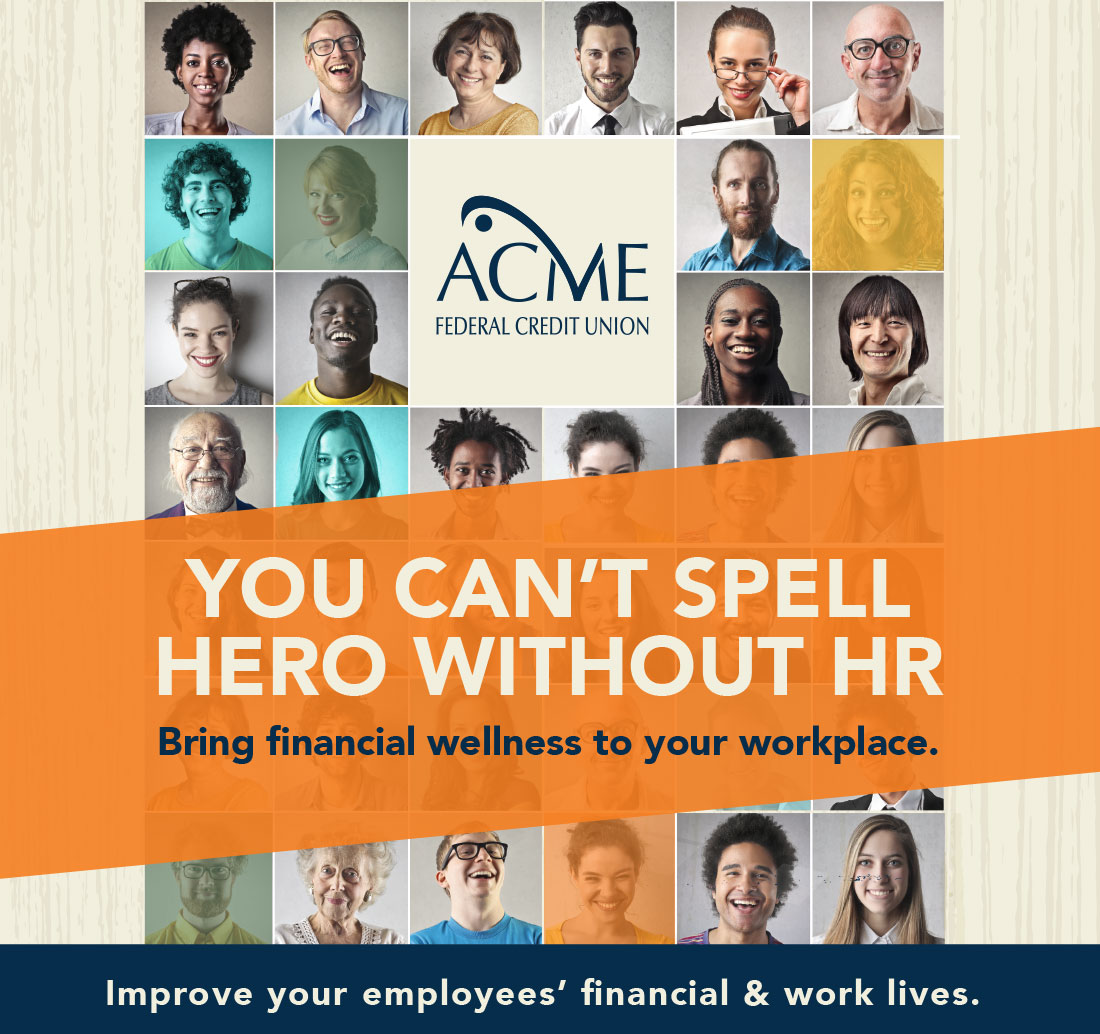 ACME
FEDERAL CREDIT UNION
YOU CAN’T SPELL
HERO WITHOUT HR
Bring financial wellness to your workplace.
Improve your employees’ financial & work lives.